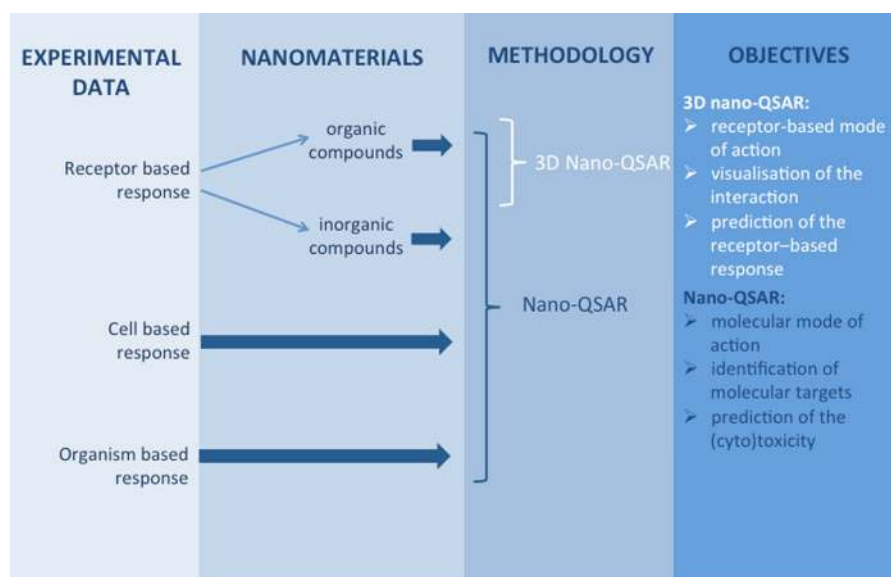 EXPERIMENTAL
DATA
NANOMATERIALS
METHODOLOGY
OBJECTIVES
Receptor based
response
organic
compounds
inorganic
compounds
Cell based
response
Organism based
response
3D Nano-QSAR
Nano-QSAR
3D nano-QSAR:
➢ receptor-based mode
of action
➢ visualisation of the
interaction
➢ prediction of the
receptor–based
response
Nano-QSAR:
➢ molecular mode of
action
➢ identification of
molecular targets
➢ prediction of the
(cyto)toxicity